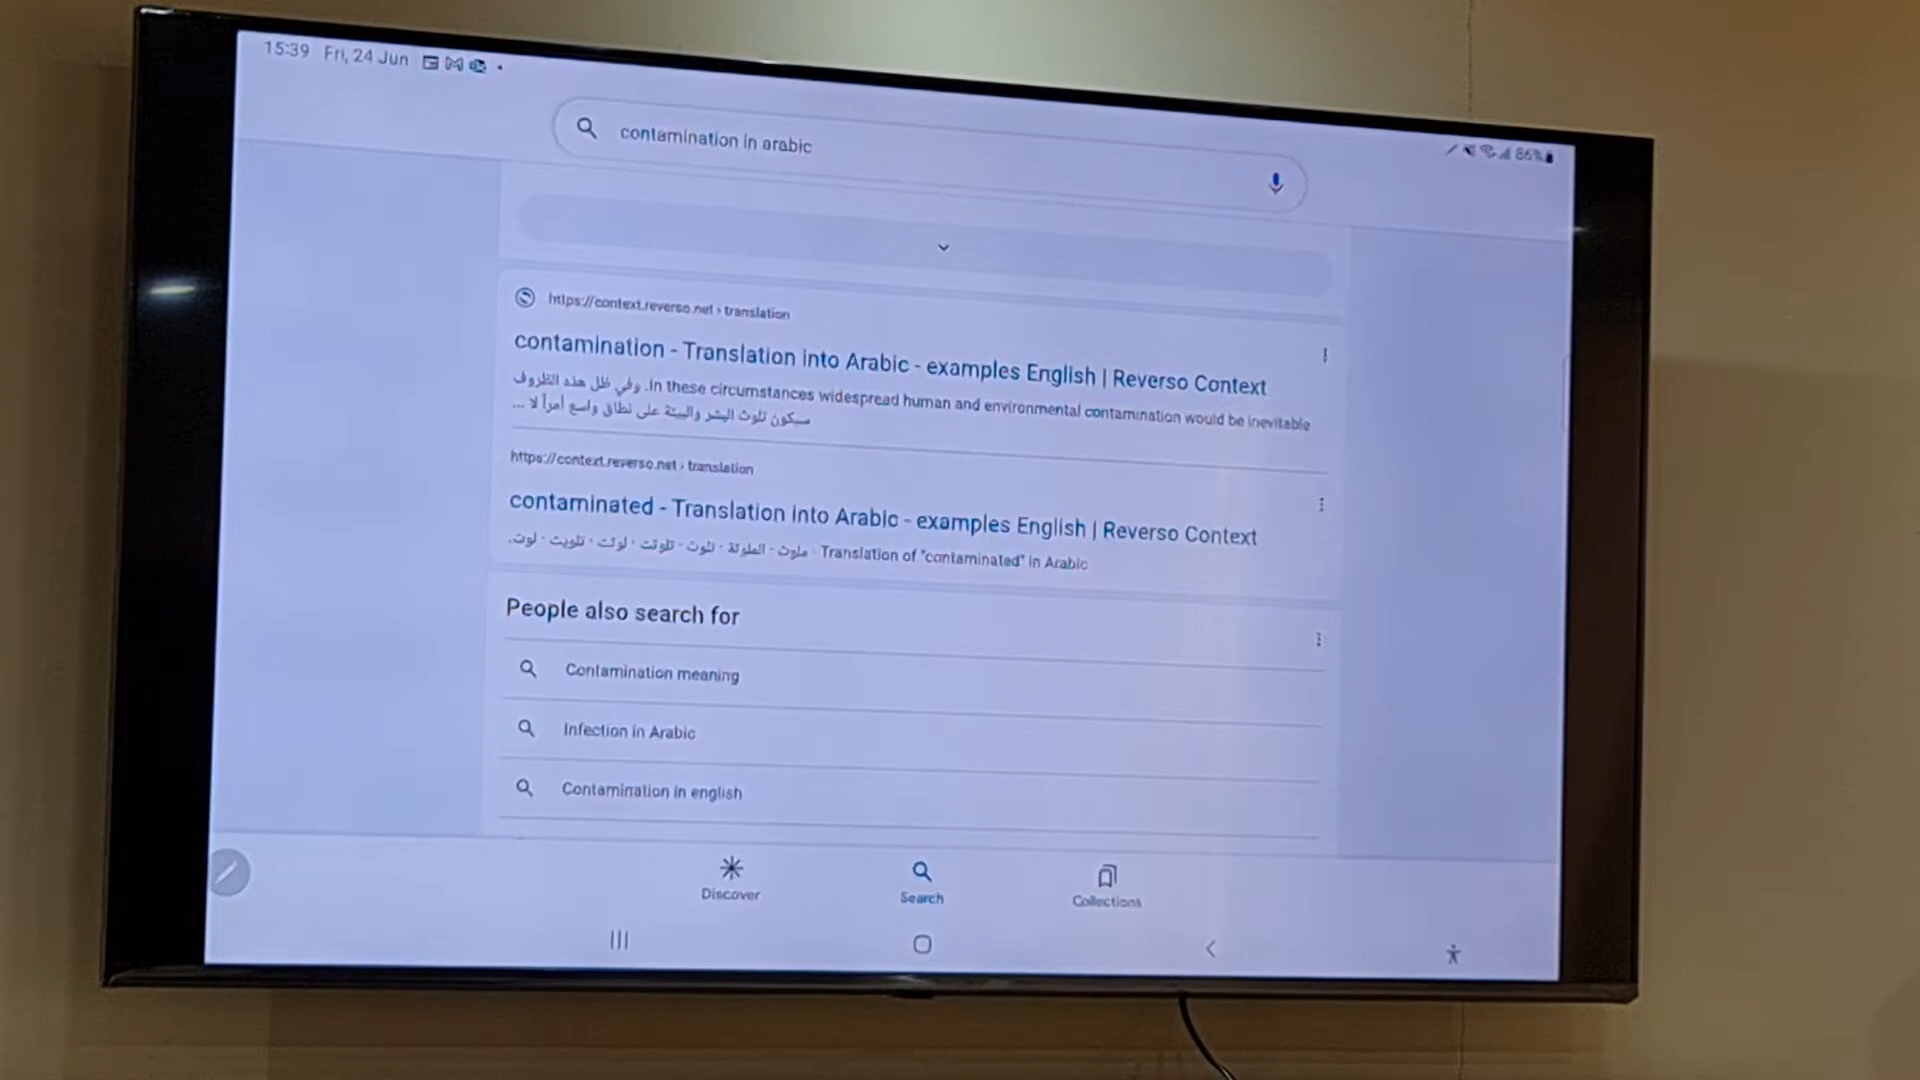 15:39 Fri, 24 Jun
86%
contamination in arabic
https://context.reverso.net › translation
contamination - Translation into Arabic - examples English | Reverso Context
In these circumstances widespread human and environmental contamination would be inevitable. وفي ظل هذه الظروف
سيكون تلوث البشر والبيئة على نطاق واسع أمراً لا ...
https://context.reverso.net › translation
contaminated - Translation into Arabic - examples English | Reverso Context
Translation of "contaminated" in Arabic · ملوث · الملوثة · تلوث · تلوثت · لوثت · تلويث · لوث.
People also search for
Contamination meaning
Infection in Arabic
Contamination in english
Discover
Search
Collections